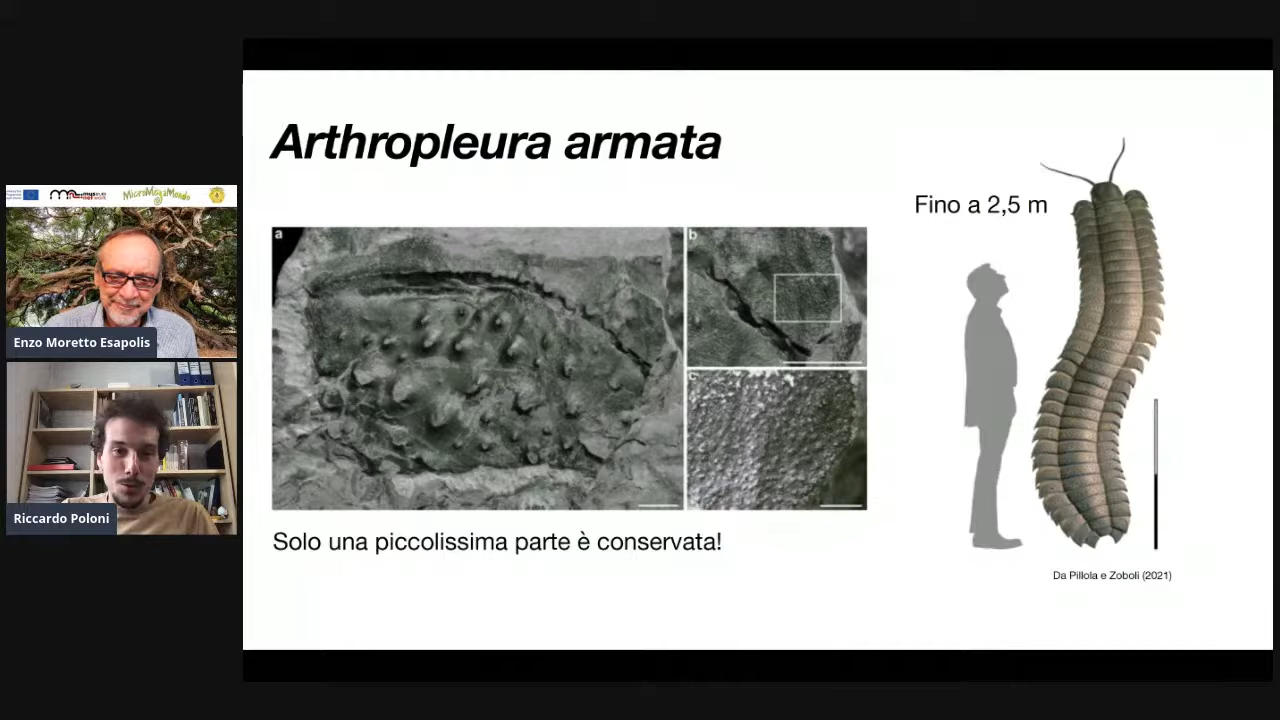 Arthropleura armata
Fino a 2,5 m
a
b
c
Solo una piccolissima parte è conservata!
Da Pillola e Zoboli (2021)
MicroMegaMondo
Enzo Moretto Esapolis
Riccardo Poloni